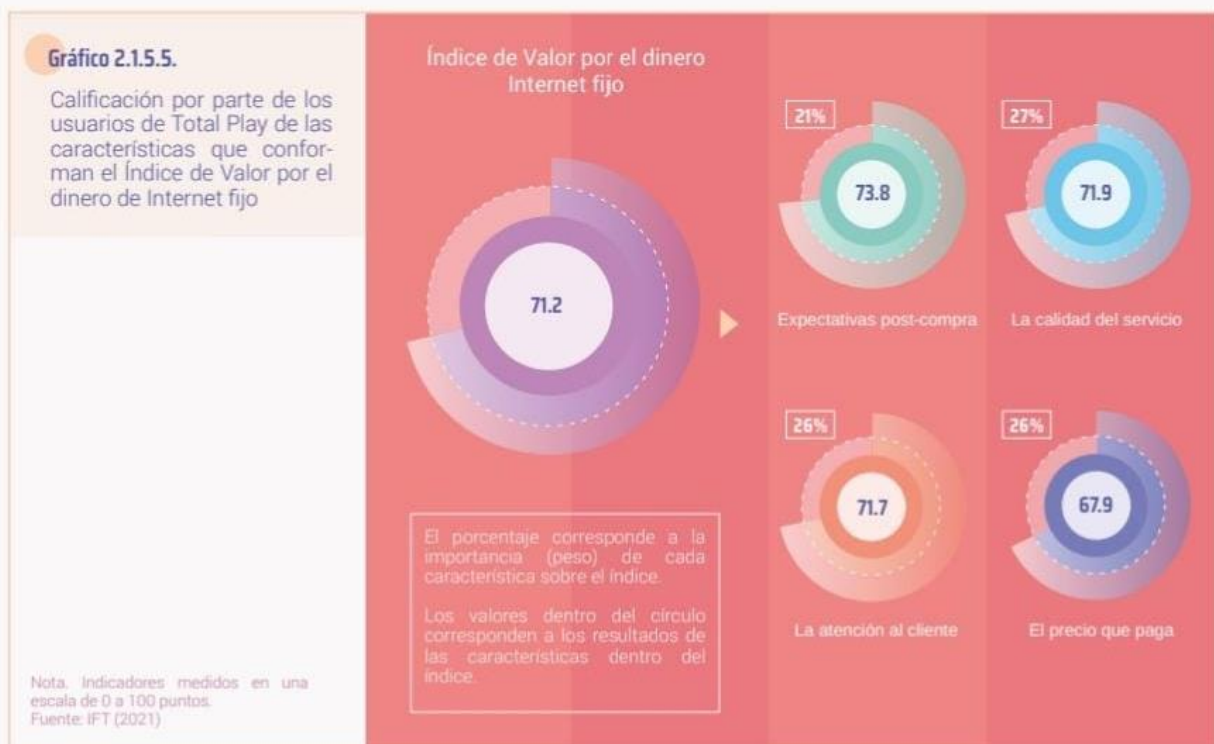 Gráfico 2.1.5.5.
Calificación por parte de los
usuarios de Total Play de las
características que confor-
man el Índice de Valor por el
dinero de Internet fijo
Nota. Indicadores medidos en una
escala de 0 a 100 puntos.
Fuente: IFT (2021)
Índice de Valor por el dinero
Internet fijo
71.2
El porcentaje corresponde a la
importancia (peso) de cada
característica sobre el índice.
Los valores dentro del círculo
corresponden a los resultados de
las características dentro del
índice.
21%
73.8
Expectativas post-compra
27%
71.9
La calidad del servicio
26%
71.7
La atención al cliente
26%
67.9
El precio que paga